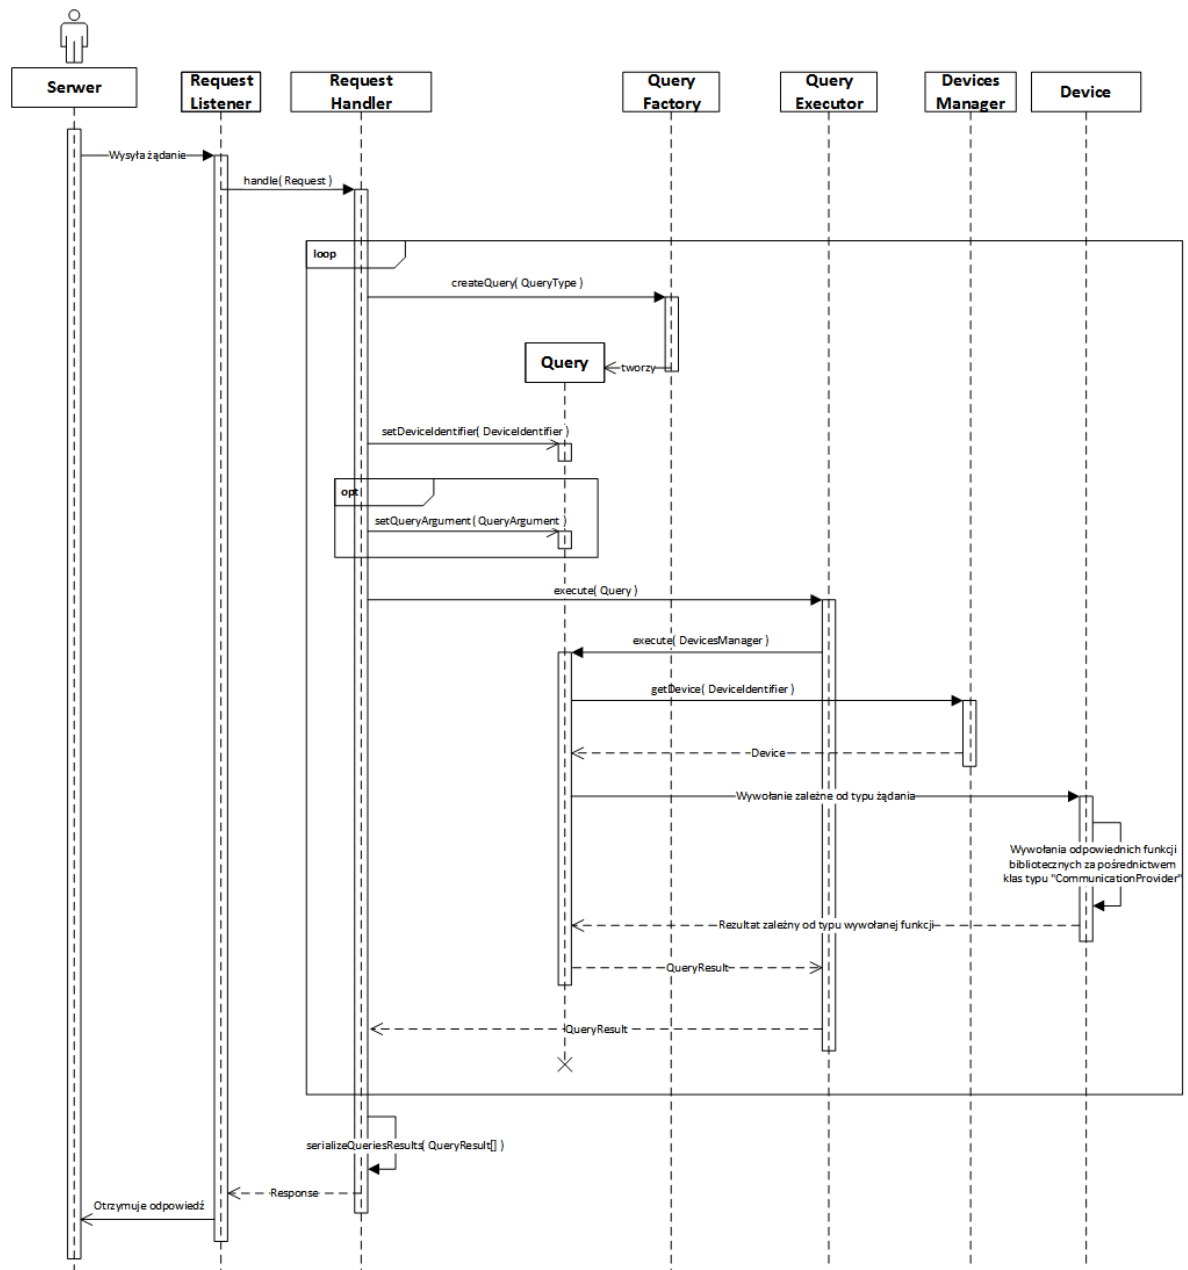 Serwer
Request
Listener
Request
Handler
Query
Factory
Query
Executor
Devices
Manager
Device
Wysyła żądanie
handle( Request )
loop
createQuery( QueryType )
Query
tworzy
setDeviceIdentifier( DeviceIdentifier )
opt
setQueryArgument( QueryArgument )
execute( Query )
execute( DevicesManager )
getDevice( DeviceIdentifier )
Device
Wywołanie zależne od typu żądania
Wywołania odpowiednich funkcji
bibliotecznych za pośrednictwem
klas typu "CommunicationProvider"
Rezultat zależny od typu wywołanej funkcji
QueryResult
QueryResult
serializeQueriesResults( QueryResult[] )
Response
Otrzymuje odpowiedź